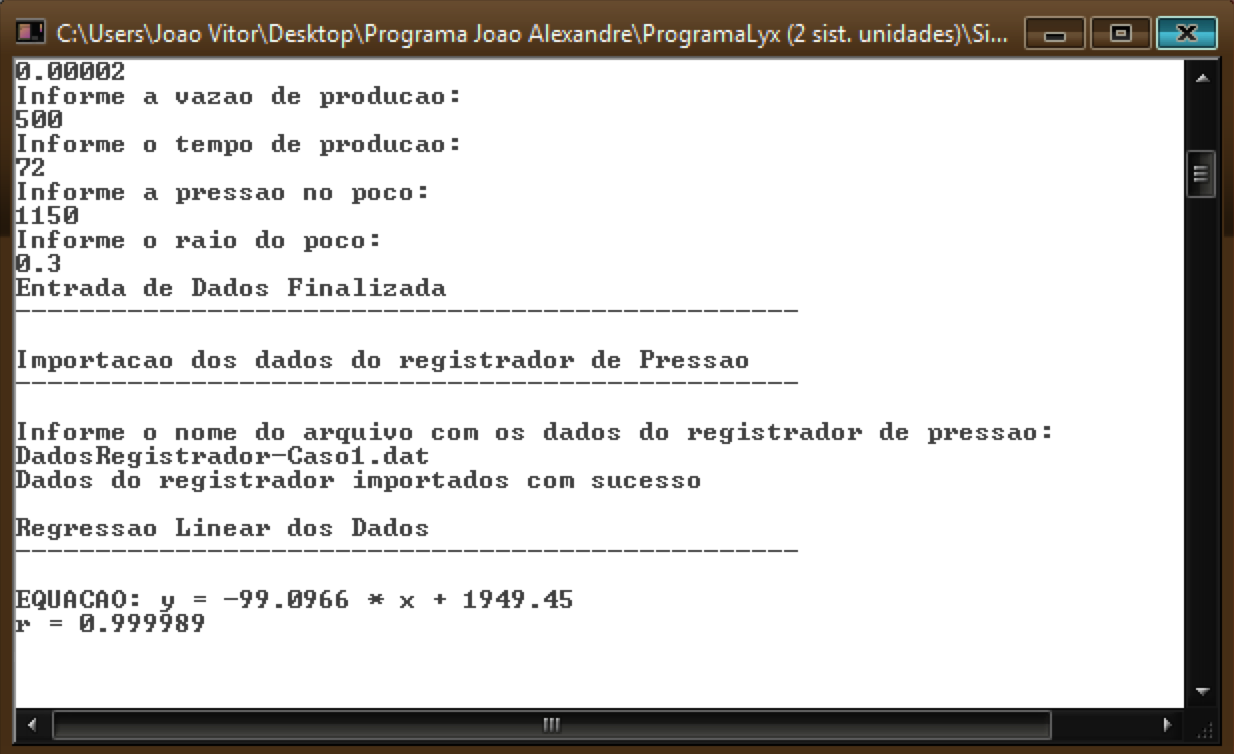 C:\Users\Joao Vitor\Desktop\Programa Joao Alexandre\ProgramaLyx (2 sist. unidades)\Si...
0.00002
Informe a vazao de producao:
500
Informe o tempo de producao:
72
Informe a pressao no poco:
1150
Informe o raio do poco:
0.3
Entrada de Dados Finalizada
-------------------------------------------------
Importacao dos dados do registrador de Pressao
-------------------------------------------------
Informe o nome do arquivo com os dados do registrador de pressao:
DadosRegistrador-Caso1.dat
Dados do registrador importados com sucesso
Regressao Linear dos Dados
-------------------------------------------------
EQUACAO: y = -99.0966 * x + 1949.45
r = 0.999989